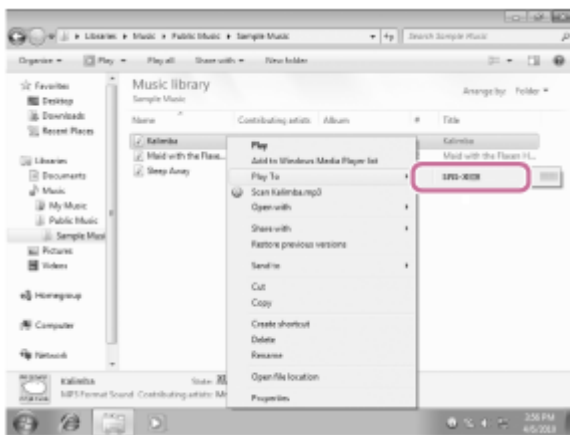 Libraries ▸ Music ▸ Public Music ▸ Sample Music
Search Sample Music
Organize
Play
Play all
Share with
New folder
Favorites
Desktop
Downloads
Recent Places
Libraries
Documents
Music
My Music
Public Music
Sample Musi
Pictures
Videos
Homegroup
Computer
Network
Music library
Sample Music
Arrange by: Folder
Name
Contributing artists
Album
#
Title
Kalimba
Kalimba
Maid with the Flaxe...
Maid with the Flaxen H...
Sleep Away
Play
Add to Windows Media Player list
Play To
Scan Kalimba.mp3
Open with
Share with
Restore previous versions
Send to
Cut
Copy
Create shortcut
Delete
Rename
Open file location
Properties
Kalimba
MP3 Format Sound
Contributing artists:
2:56 PM